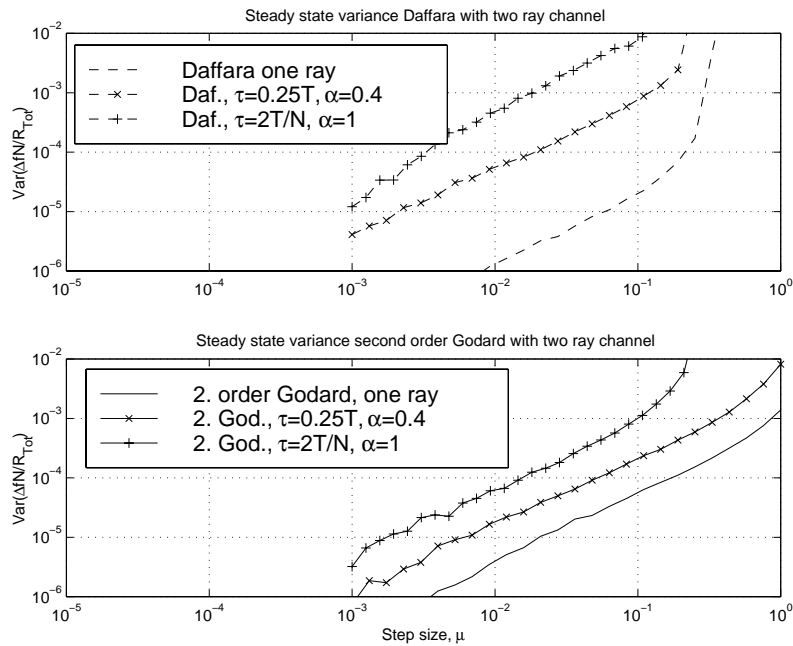 Steady state variance Daffara with two ray channel
10^-2
10^-3
10^-4
10^-5
10^-6
Var(ΔfN/R_Tot)
Daffara one ray
Daf., τ=0.25T, α=0.4
Daf., τ=2T/N, α=1
10^-5 10^-4 10^-3 10^-2 10^-1 10^0
Steady state variance second order Godard with two ray channel
10^-2
10^-3
10^-4
10^-5
10^-6
Var(ΔfN/R_Tot)
2. order Godard, one ray
2. God., τ=0.25T, α=0.4
2. God., τ=2T/N, α=1
10^-5 10^-4 10^-3 10^-2 10^-1 10^0
Step size, μ